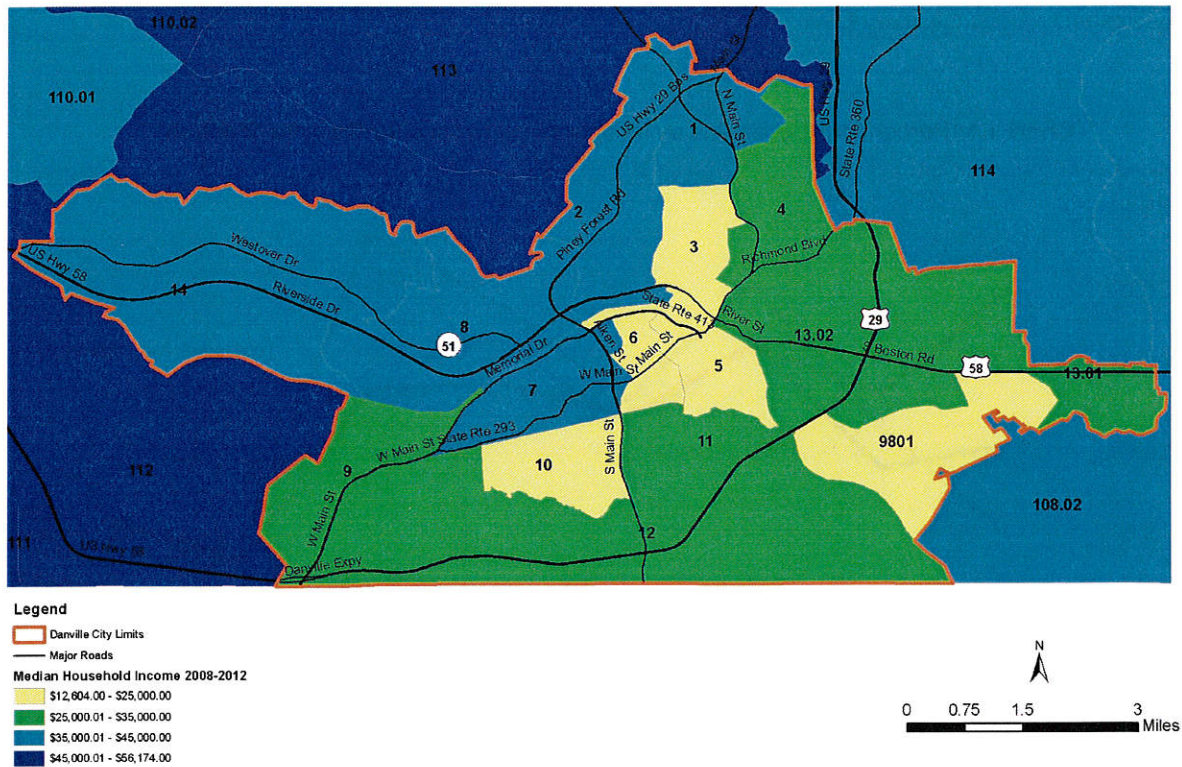 110.02
113
110.01
US Hwy 29 Bus
N Main St
1
State Rte 360
114
2
Piney Forest Rd
4
3
Richmond Blvd
Westover Dr
US Hwy 58
Riverside Dr
14
State Rte 413
River St
29
8
51
Memorial Dr
Aiken St
6
Main St
13.02
S Boston Rd
5
58
13.01
W Main St
7
W Main St
State Rte 293
11
9801
9
10
S Main St
112
108.02
W Main St
12
111
US Hwy 58
Danville Expy
Legend
Danville City Limits
Major Roads
Median Household Income 2008-2012
$12,604.00 - $25,000.00
$25,000.01 - $35,000.00
$35,000.01 - $45,000.00
$45,000.01 - $56,174.00
N
0 0.75 1.5 3
Miles